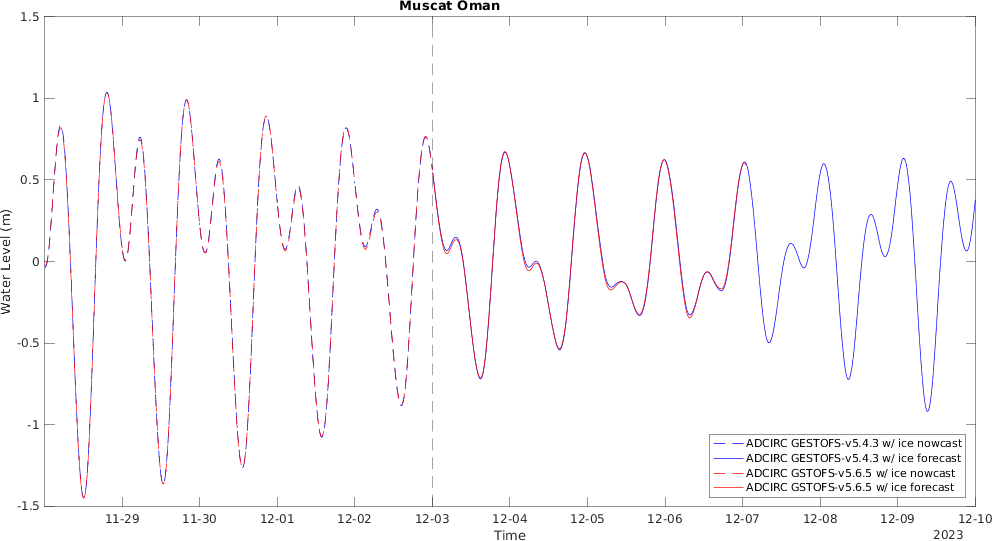 Muscat Oman
1.5
1
0.5
0
-0.5
-1
-1.5
Water Level (m)
11-29 11-30 12-01 12-02 12-03 12-04 12-05 12-06 12-07 12-08 12-09 12-10
Time
2023
ADCIRC GESTOFS-v5.4.3 w/ ice nowcast
ADCIRC GESTOFS-v5.4.3 w/ ice forecast
ADCIRC GSTOFS-v5.6.5 w/ ice nowcast
ADCIRC GSTOFS-v5.6.5 w/ ice forecast